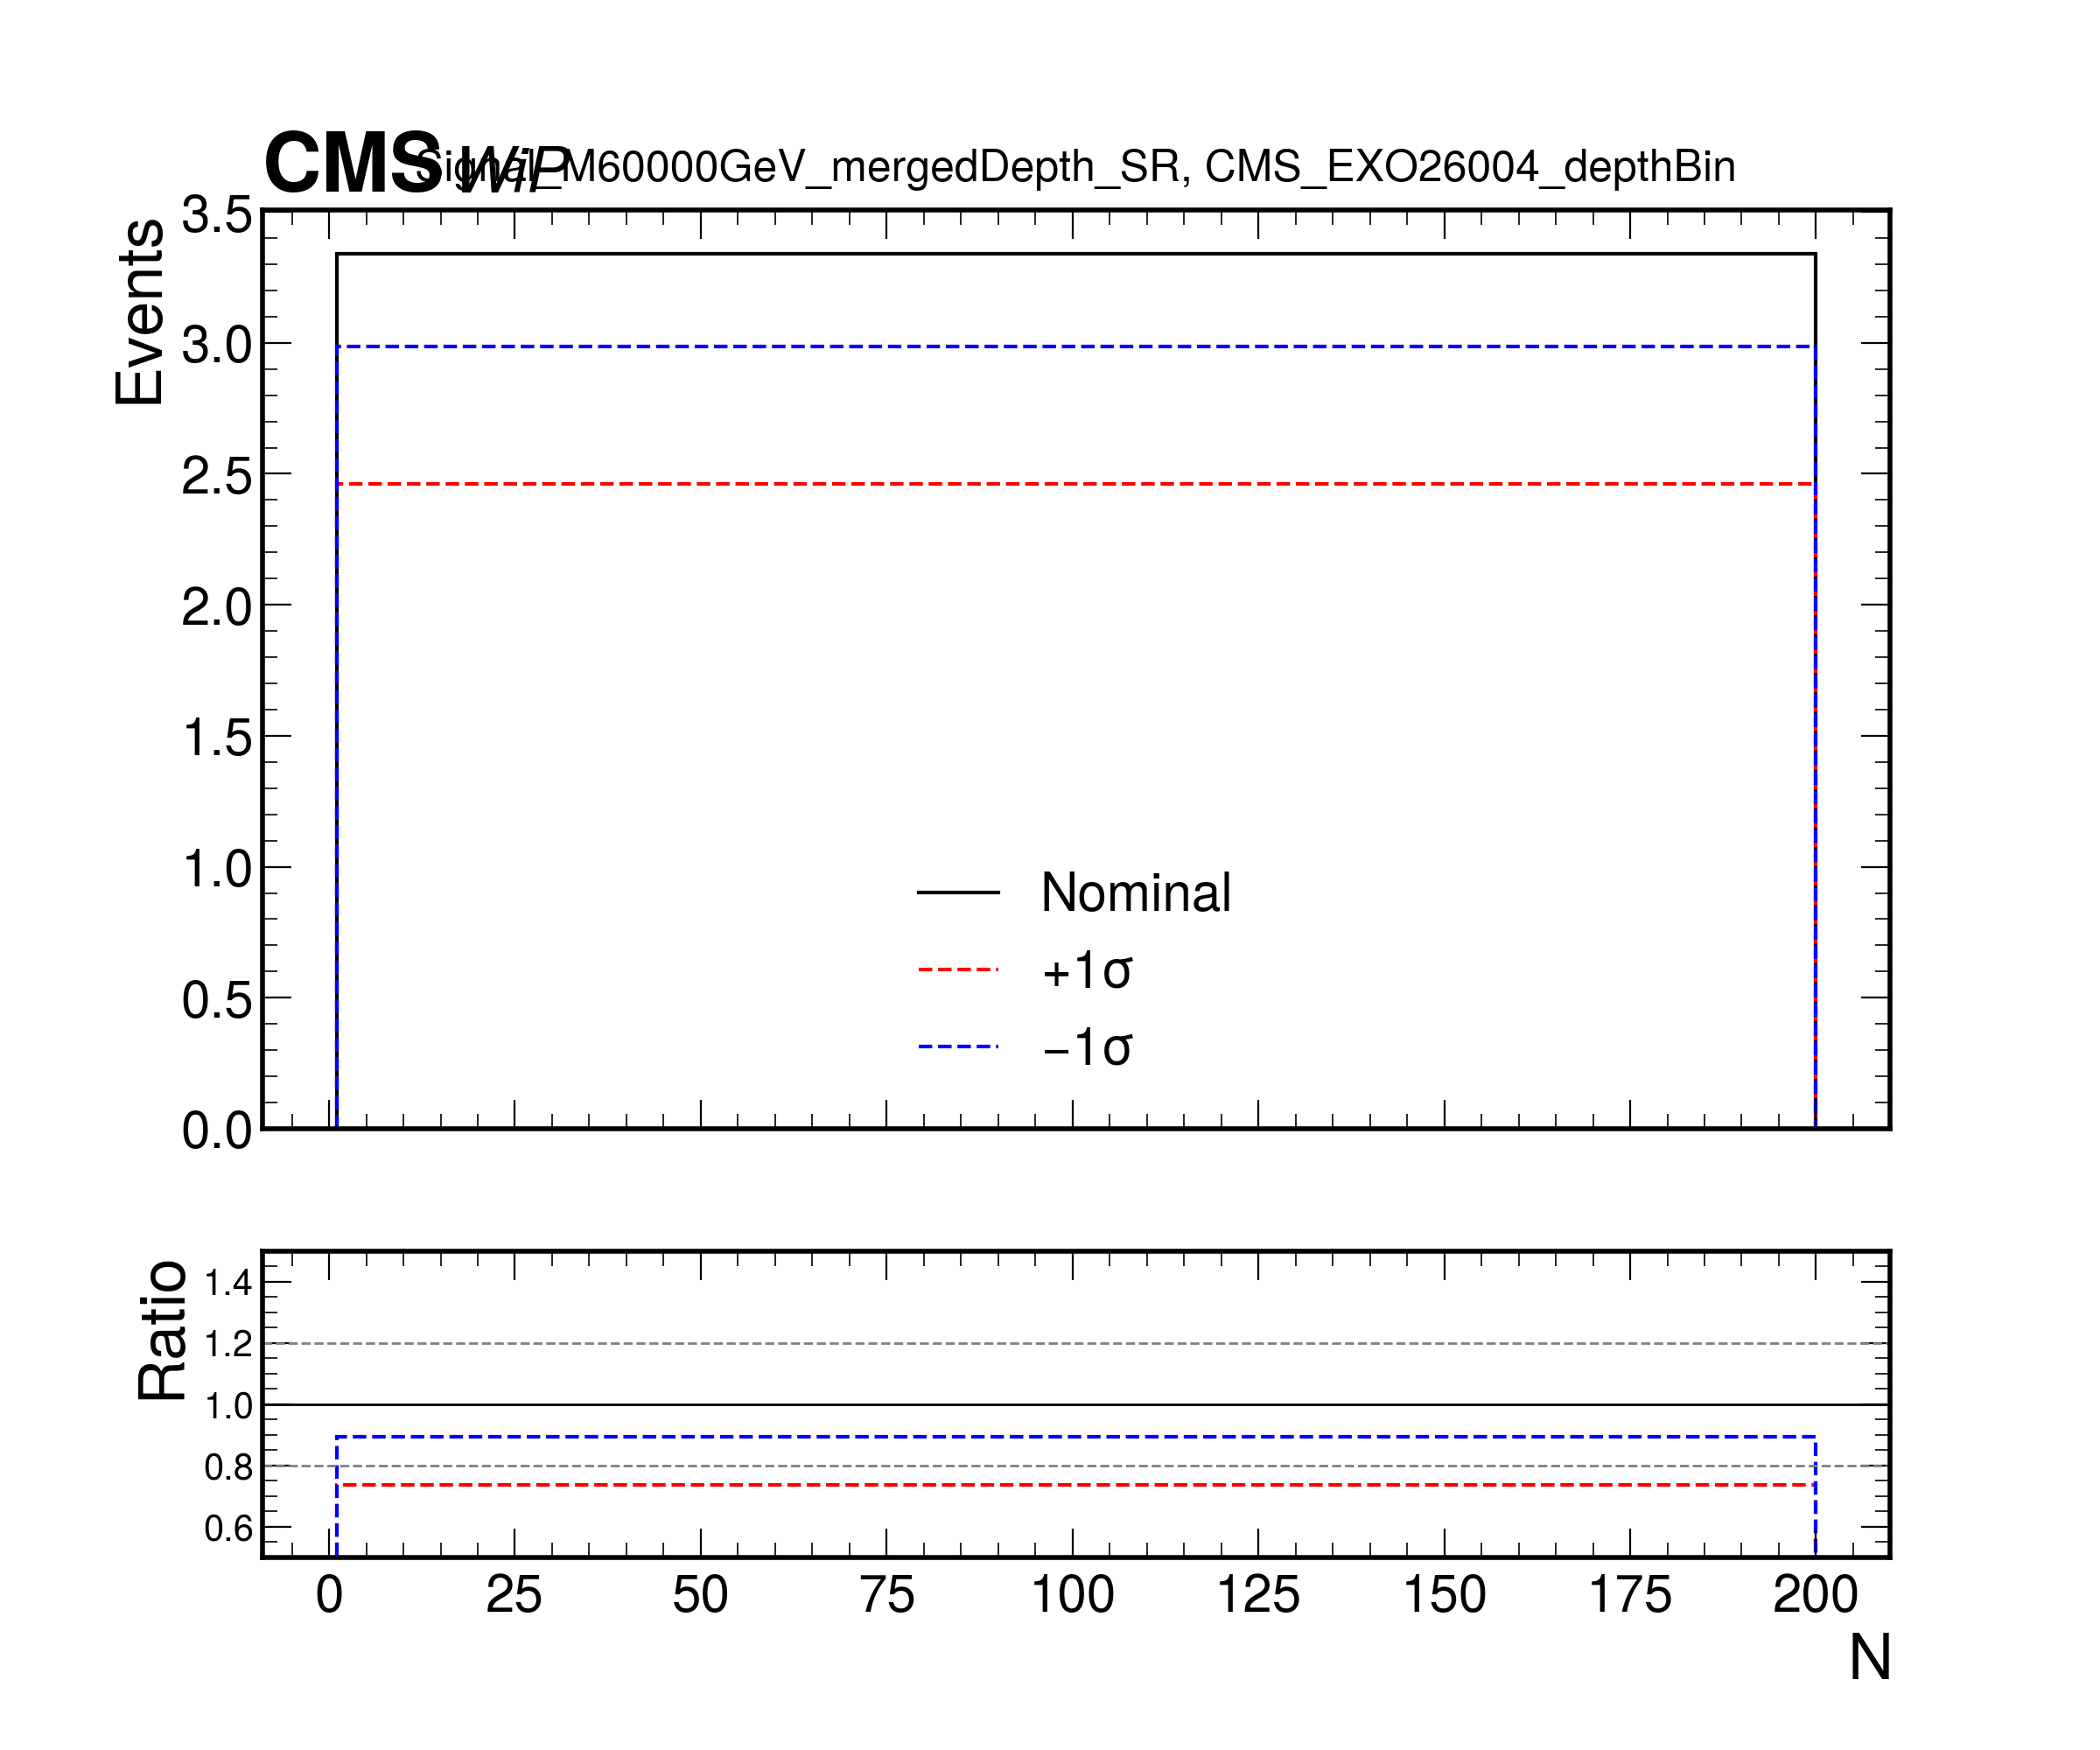 CMS WiP
Signal_M60000GeV_mergedDepth_SR, CMS_EXO26004_depthBin
Events
3.5
3.0
2.5
2.0
1.5
1.0
0.5
0.0
Nominal
+1σ
−1σ
Ratio
1.4
1.2
1.0
0.8
0.6
0 25 50 75 100 125 150 175 200
N